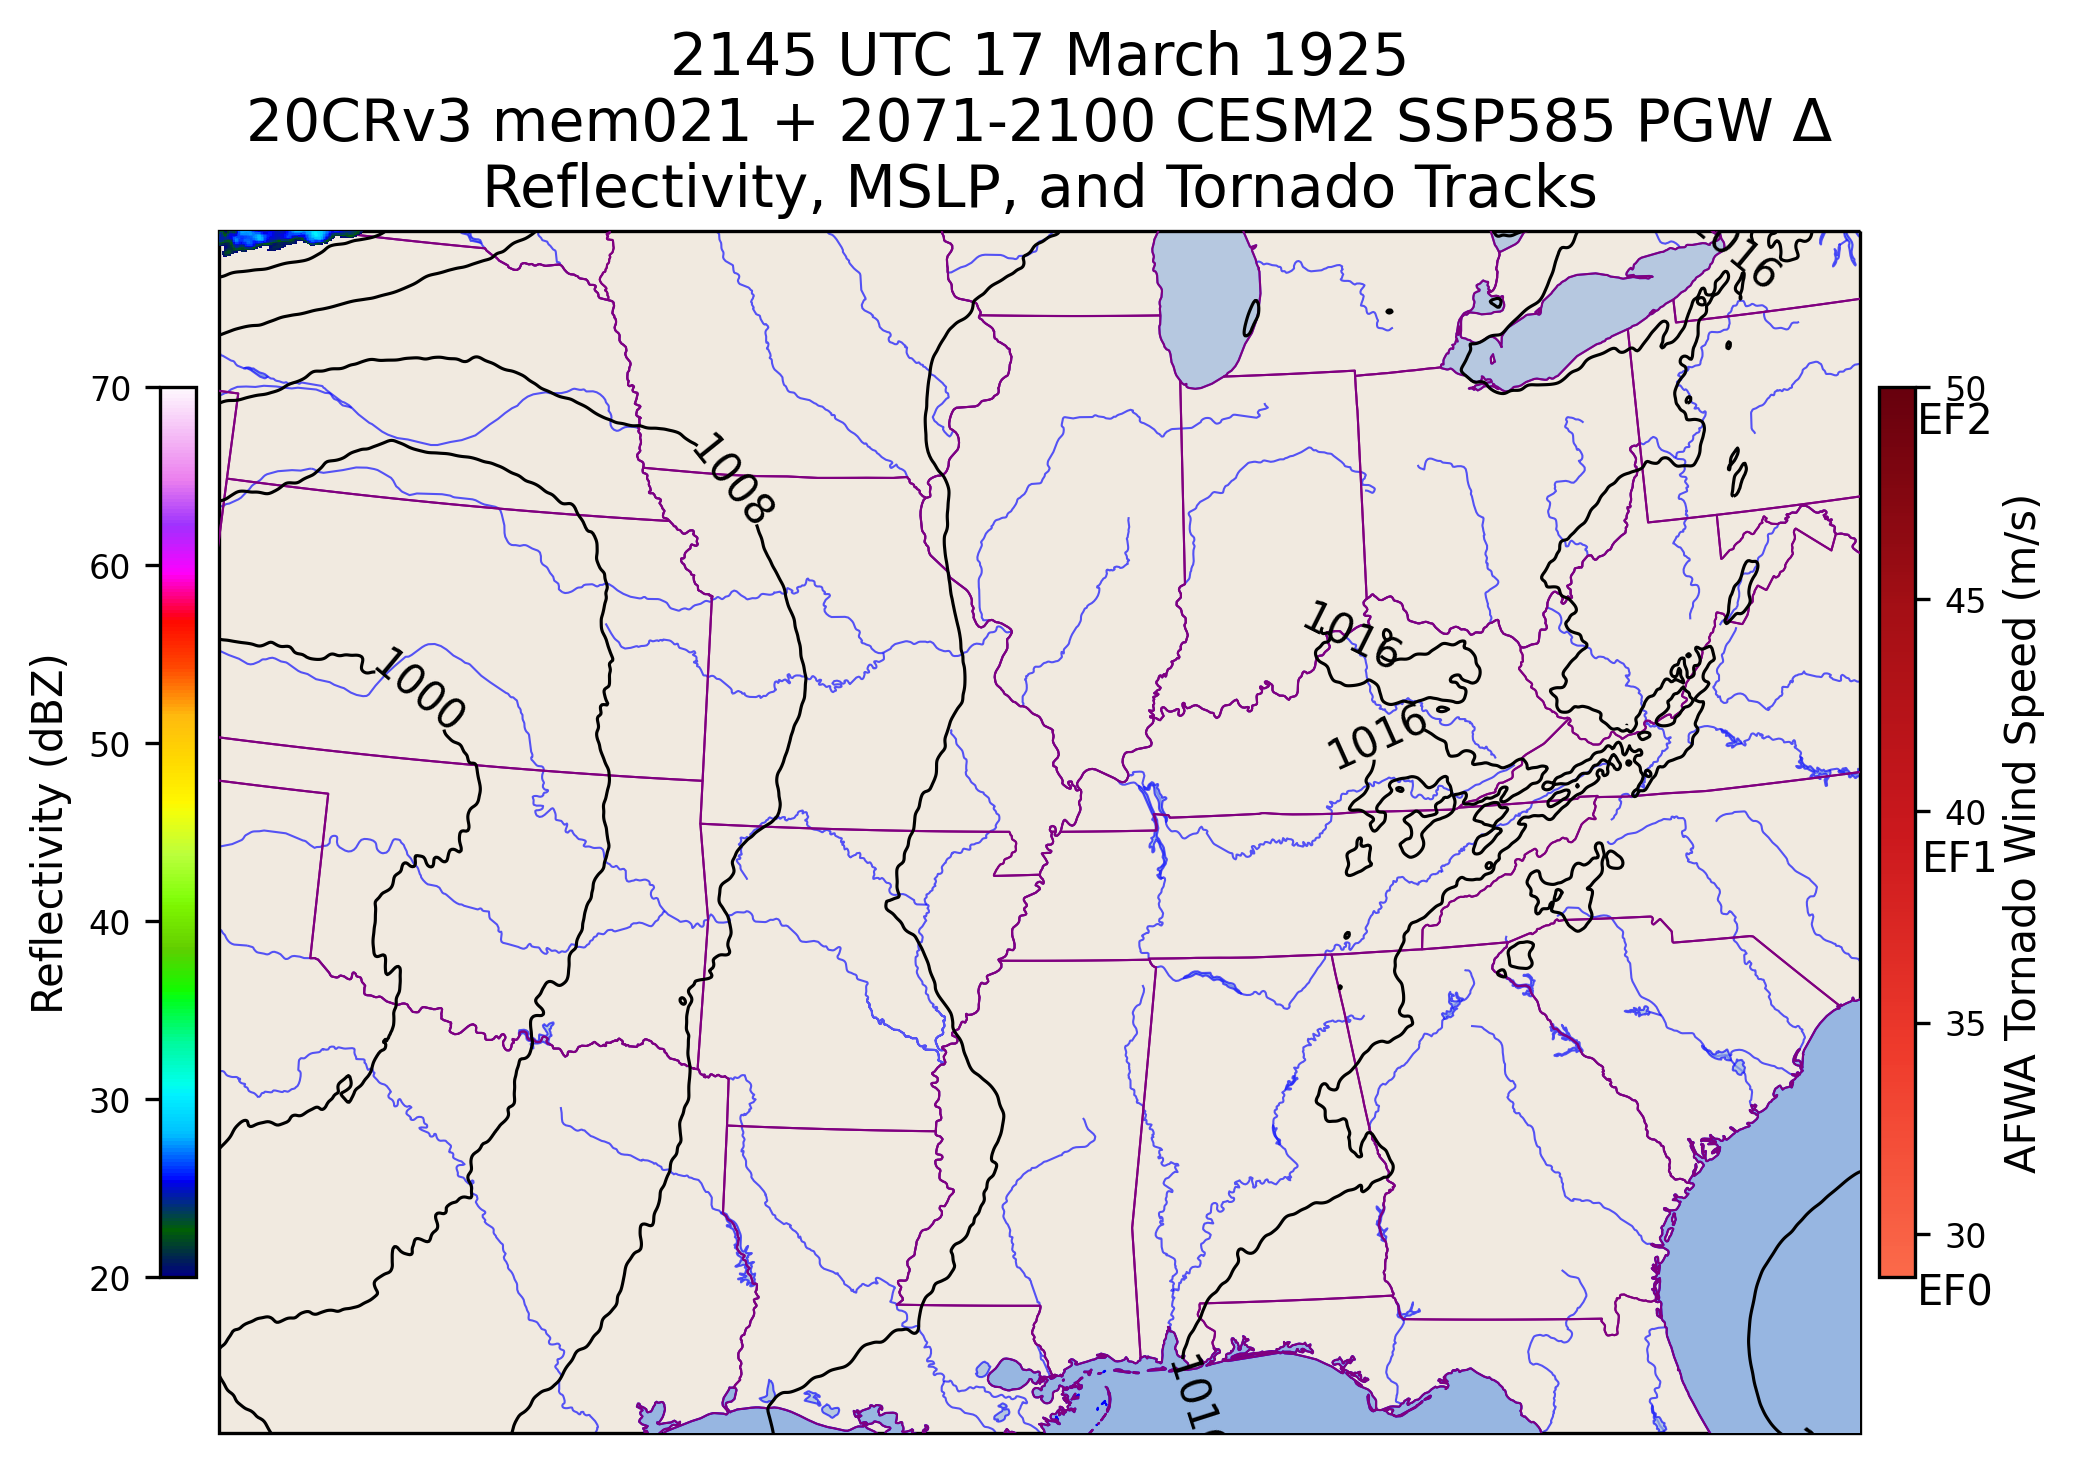 2145 UTC 17 March 1925
20CRv3 mem021 + 2071-2100 CESM2 SSP585 PGW Δ
Reflectivity, MSLP, and Tornado Tracks
Reflectivity (dBZ)
70
60
50
40
30
20
1008
1000
1016
1016
16
AFWA Tornado Wind Speed (m/s)
50
EF2
45
40
EF1
35
30
EF0